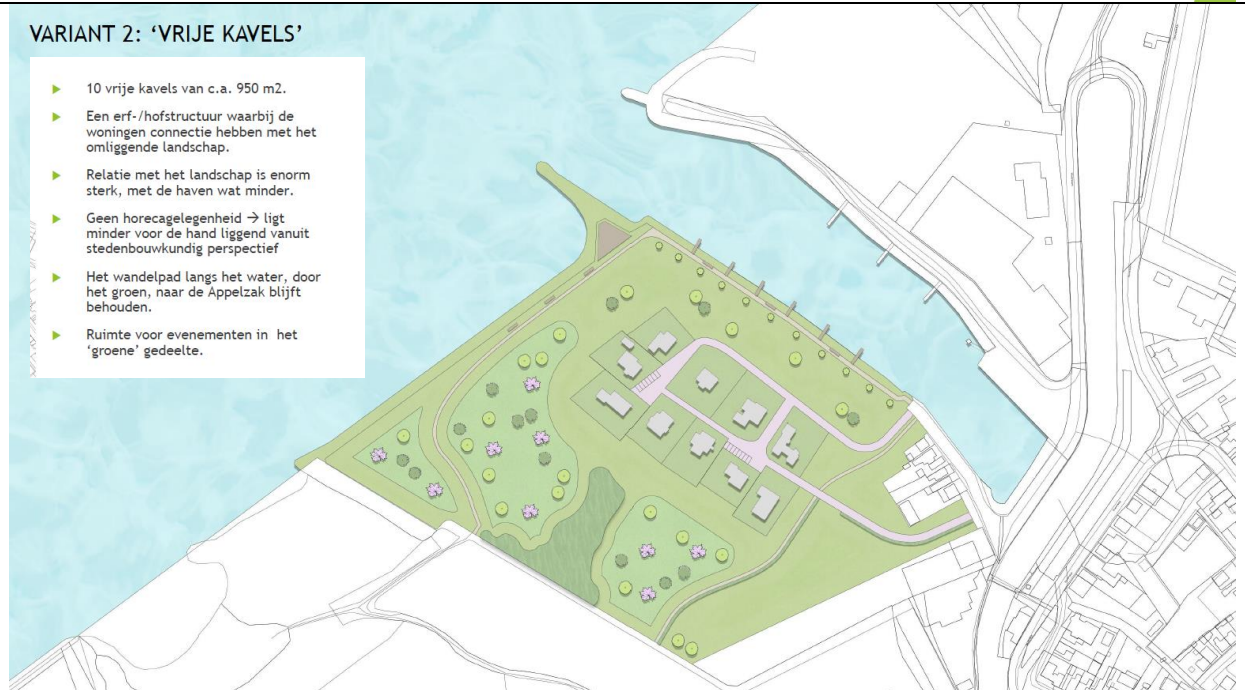 VARIANT 2: ‘VRIJE KAVELS’
▶ 10 vrije kavels van c.a. 950 m2.
▶ Een erf-/hofstructuur waarbij de
woningen connectie hebben met het
omliggende landschap.
▶ Relatie met het landschap is enorm
sterk, met de haven wat minder.
▶ Geen horecagelegenheid → ligt
minder voor de hand liggend vanuit
stedenbouwkundig perspectief
▶ Het wandelpad langs het water, door
het groen, naar de Appelzak blijft
behouden.
▶ Ruimte voor evenementen in het
‘groene’ gedeelte.